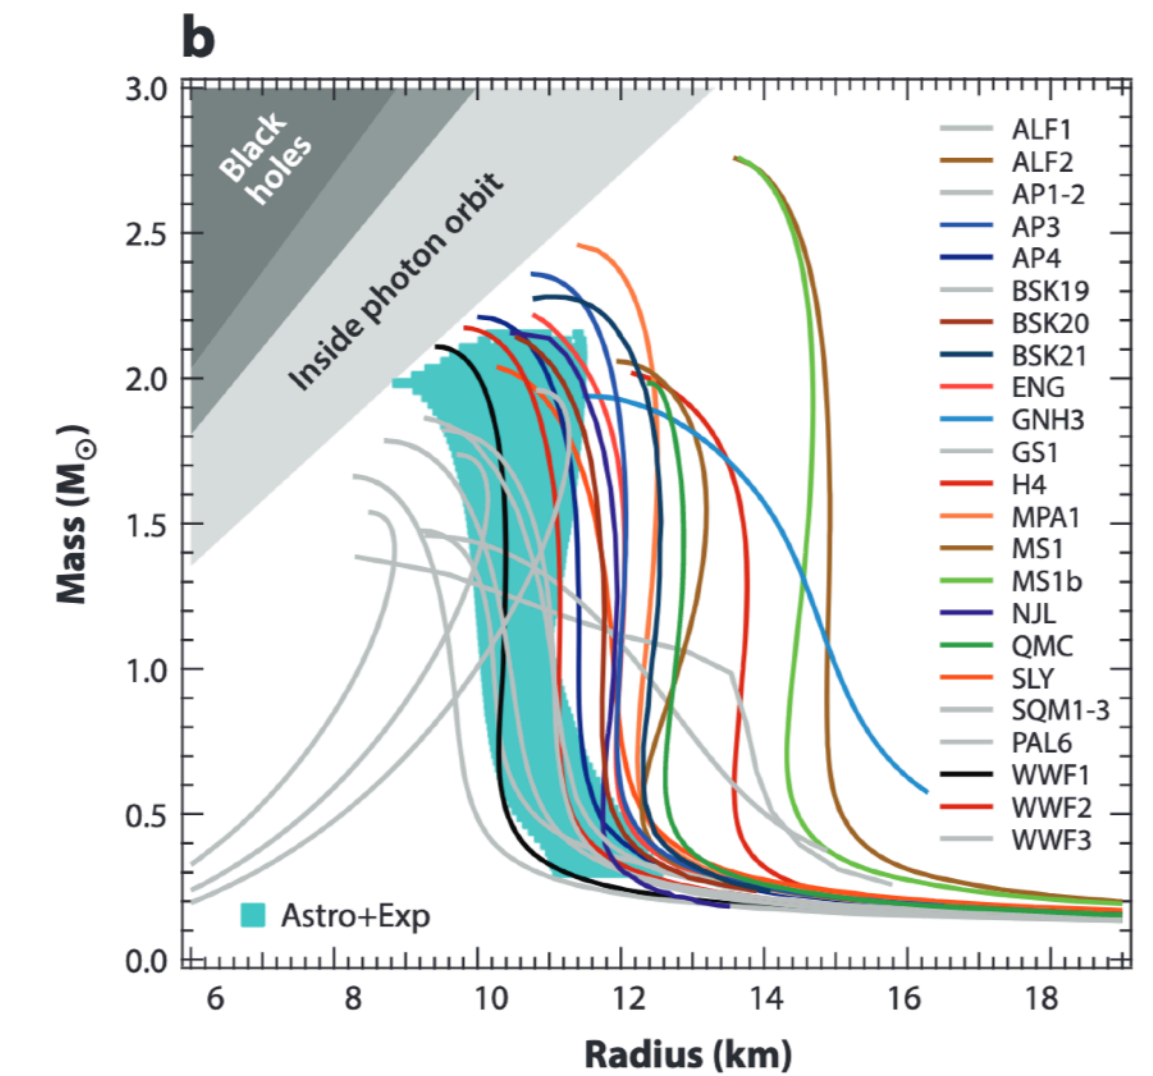 b
3.0
2.5
2.0
1.5
1.0
0.5
0.0
Mass (M⊙)
Black
holes
Inside photon orbit
ALF1
ALF2
AP1-2
AP3
AP4
BSK19
BSK20
BSK21
ENG
GNH3
GS1
H4
MPA1
MS1
MS1b
NJL
QMC
SLY
SQM1-3
PAL6
WWF1
WWF2
WWF3
Astro+Exp
6 8 10 12 14 16 18
Radius (km)